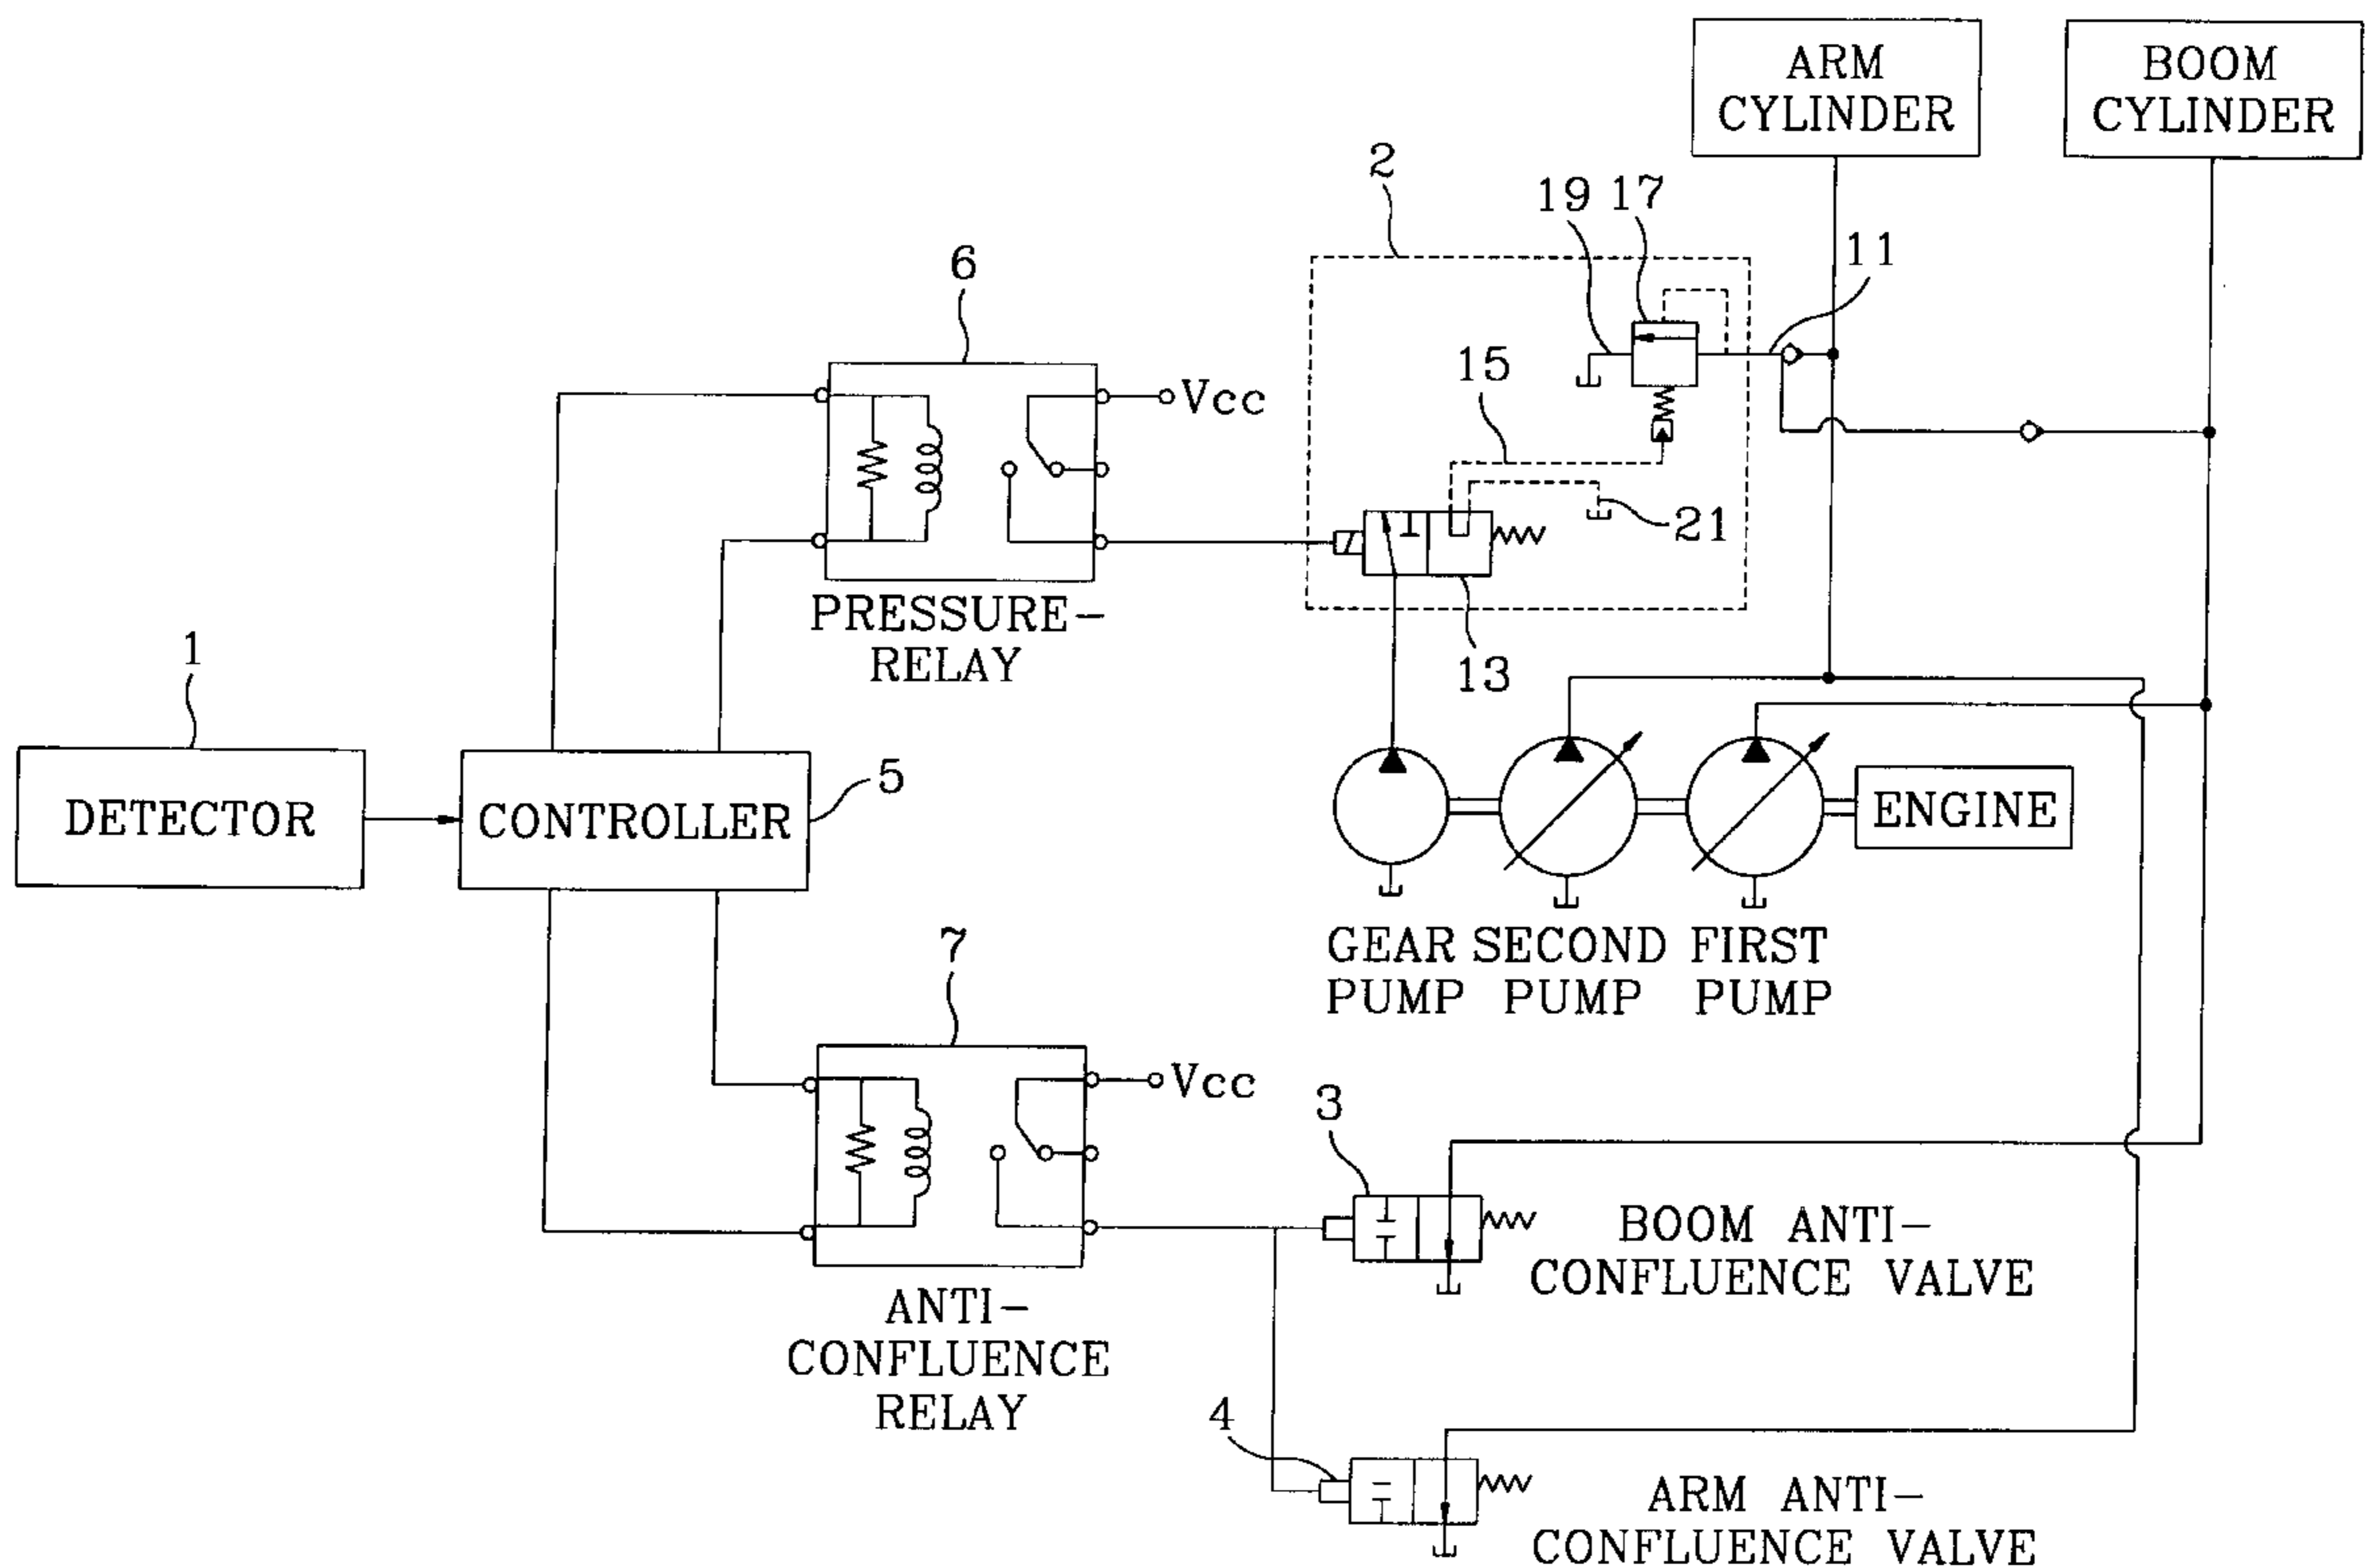 ARM
CYLINDER
BOOM
CYLINDER
2
19
17
11
6
Vcc
15
21
PRESSURE-
RELAY
13
1
DETECTOR
CONTROLLER
5
ENGINE
GEAR
PUMP
SECOND
PUMP
FIRST
PUMP
7
Vcc
3
BOOM ANTI-
CONFLUENCE VALVE
ANTI-
CONFLUENCE
RELAY
4
ARM ANTI-
CONFLUENCE VALVE